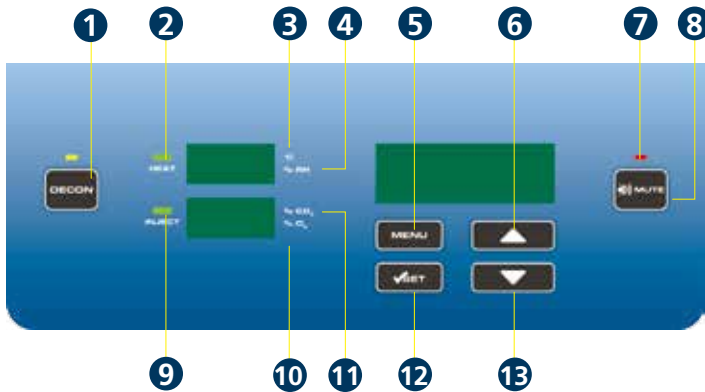 1 2 3 4 5 6 7 8
HEAT
°C
% RH
DECON
MUTE
INJECT
% CO₂
% O₂
MENU
✓SET
9 10 11 12 13